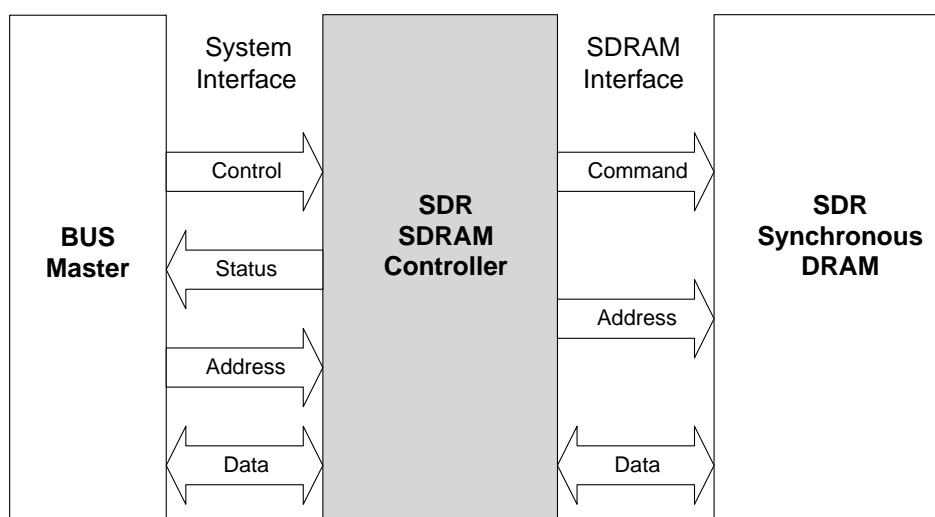 System
Interface
SDRAM
Interface
Control
Command
BUS
Master
SDR
SDRAM
Controller
SDR
Synchronous
DRAM
Status
Address
Address
Data
Data